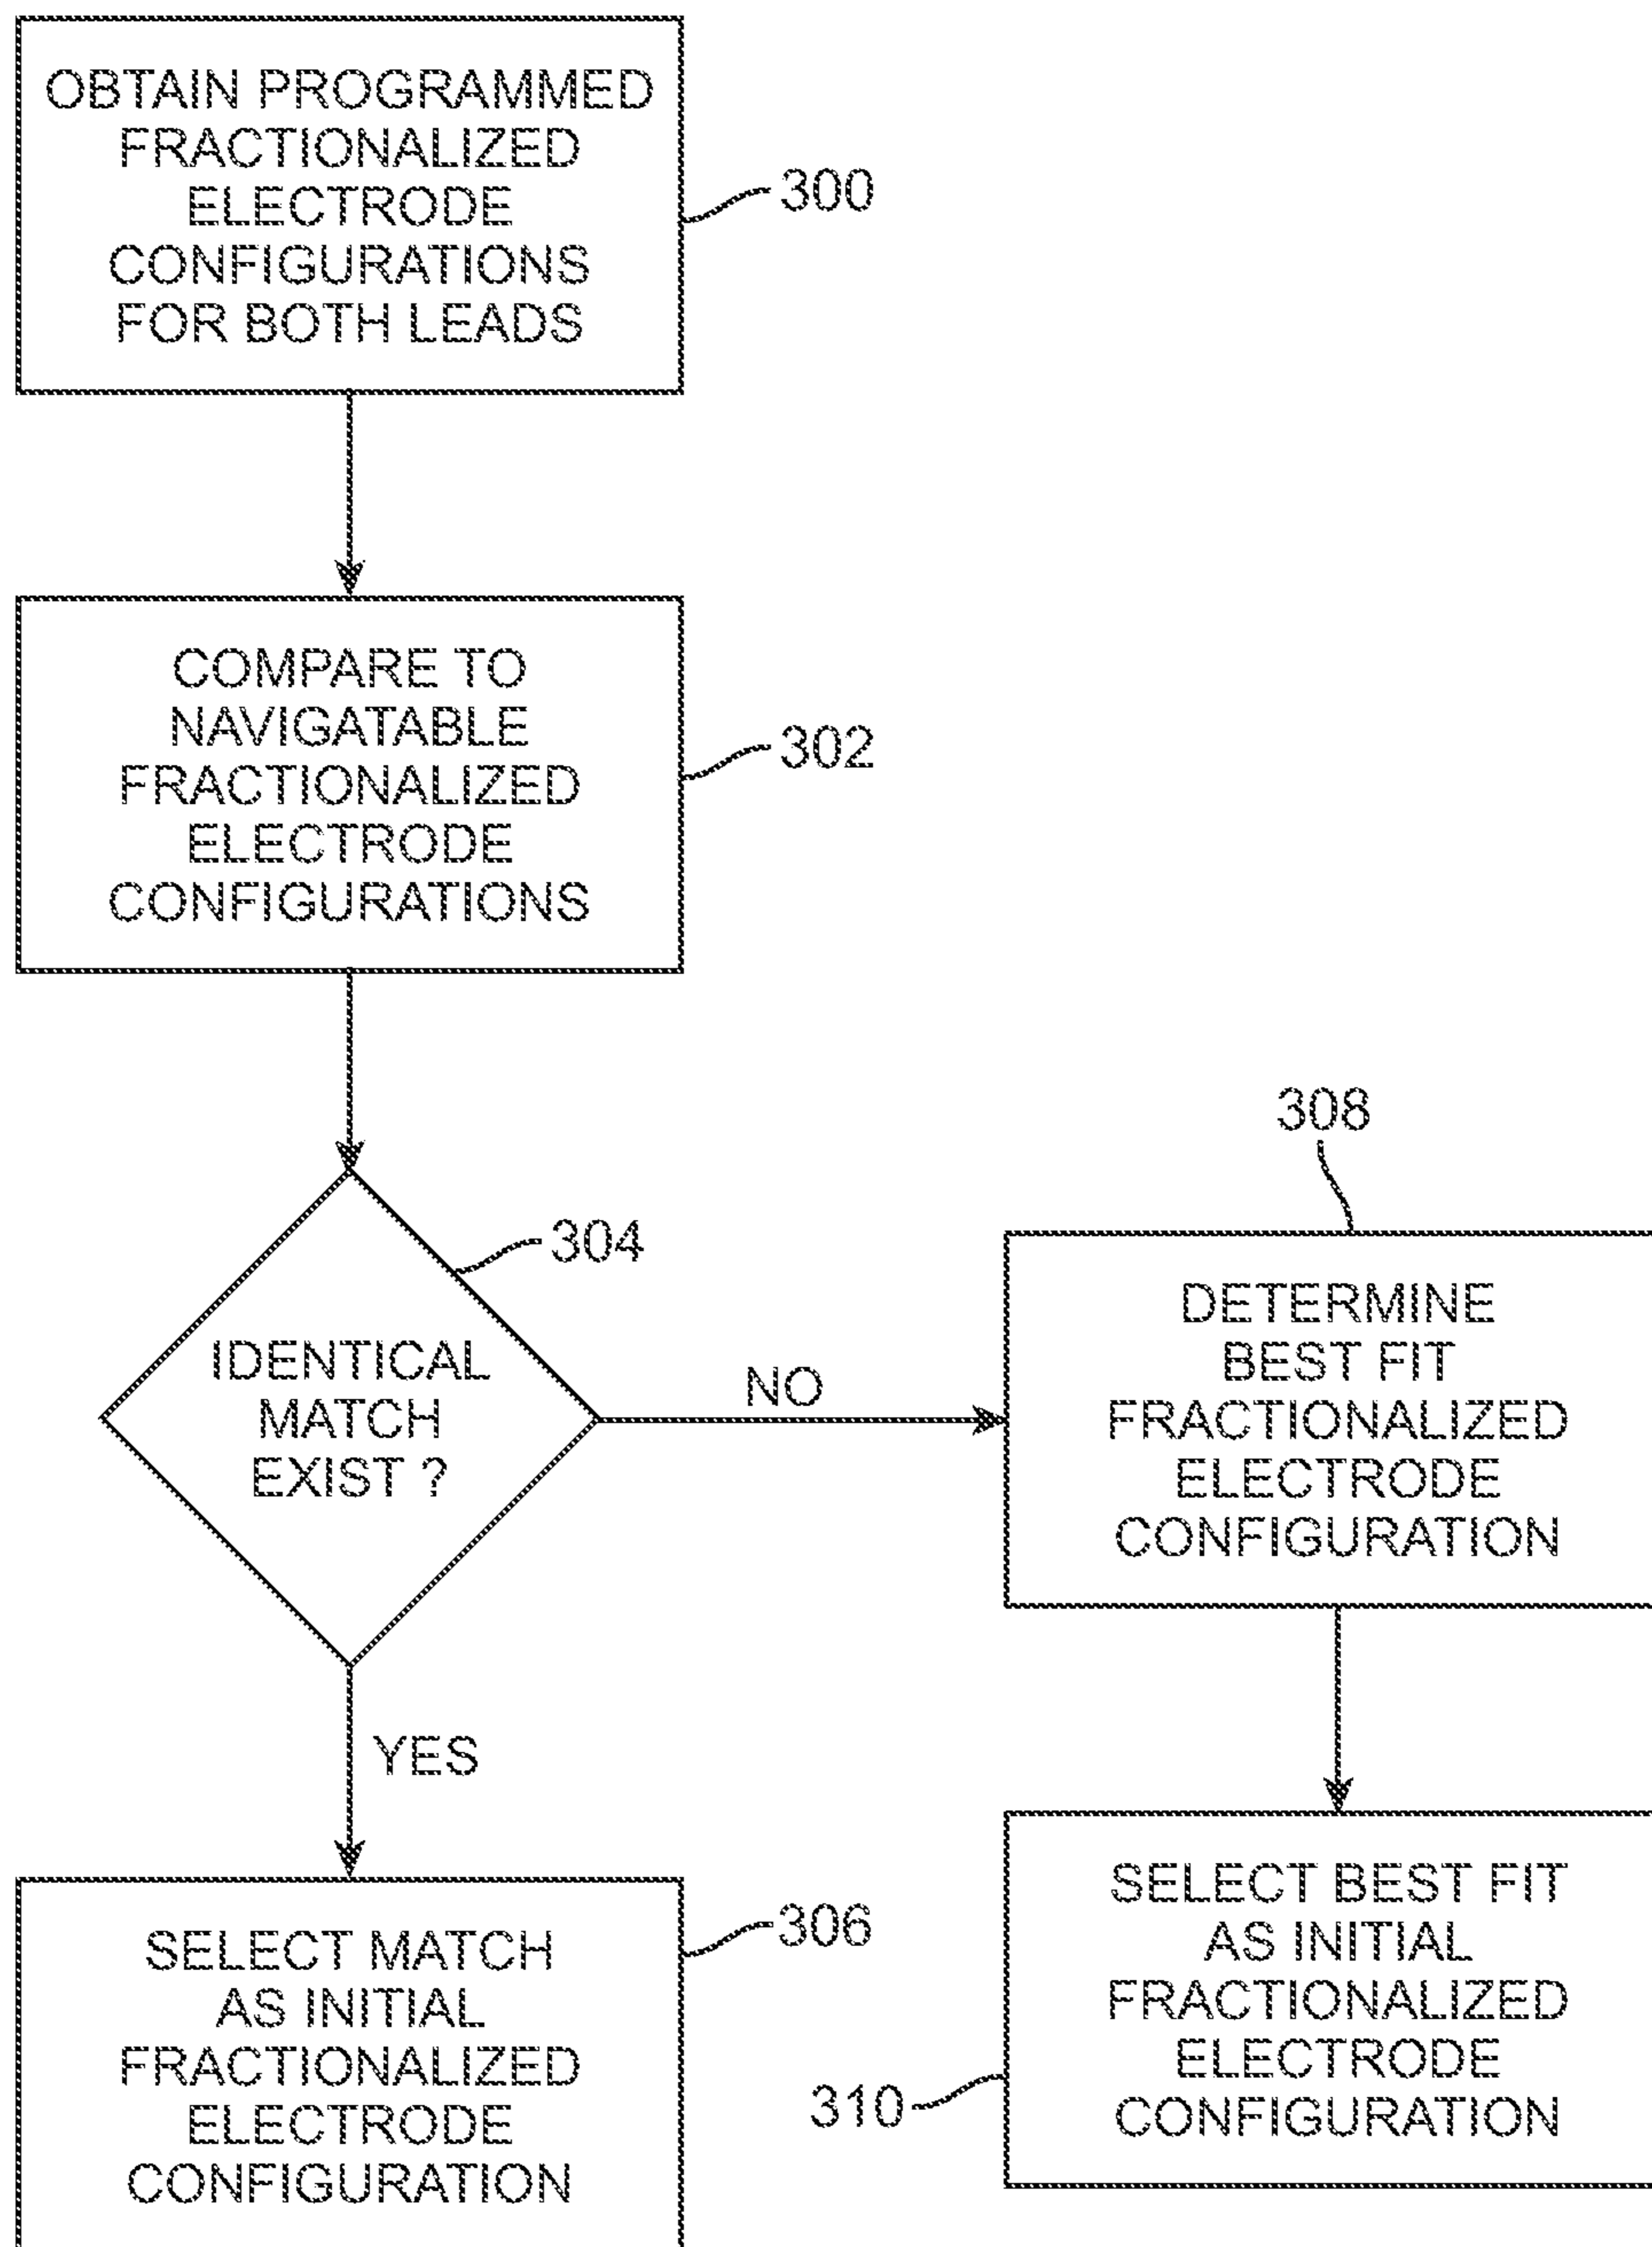 OBTAIN PROGRAMMED
FRACTIONALIZED
ELECTRODE
CONFIGURATIONS
FOR BOTH LEADS
300
COMPARE TO
NAVIGATABLE
FRACTIONALIZED
ELECTRODE
CONFIGURATIONS
302
304
IDENTICAL
MATCH
EXIST ?
NO
308
DETERMINE
BEST FIT
FRACTIONALIZED
ELECTRODE
CONFIGURATION
YES
306
SELECT MATCH
AS INITIAL
FRACTIONALIZED
ELECTRODE
CONFIGURATION
310
SELECT BEST FIT
AS INITIAL
FRACTIONALIZED
ELECTRODE
CONFIGURATION